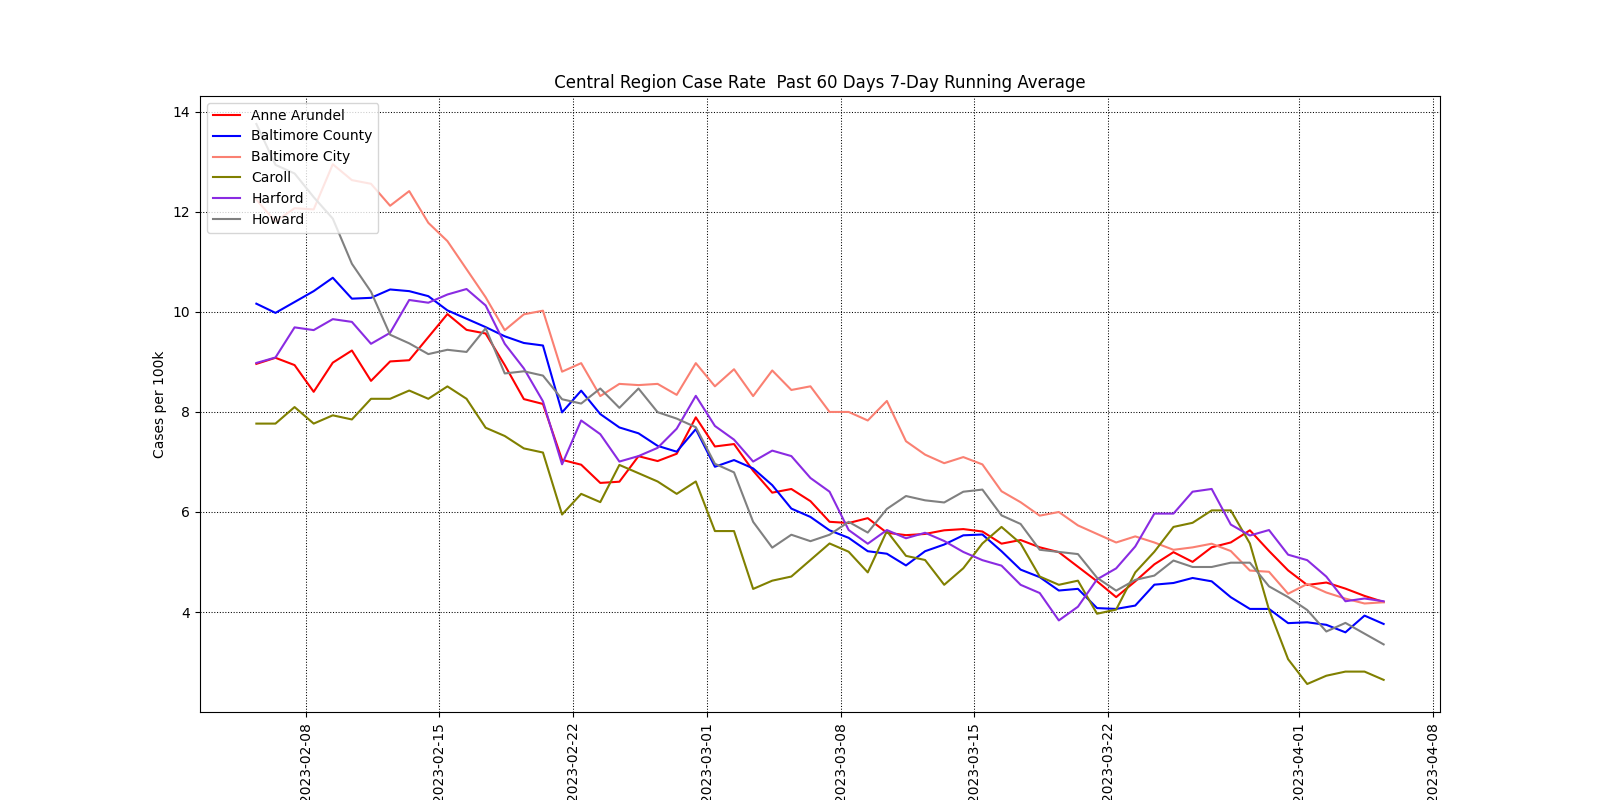 Central Region Case Rate  Past 60 Days 7-Day Running Average
Cases per 100k
14
12
10
8
6
4
Anne Arundel
Baltimore County
Baltimore City
Caroll
Harford
Howard
2023-02-08
2023-02-15
2023-02-22
2023-03-01
2023-03-08
2023-03-15
2023-03-22
2023-04-01
2023-04-08